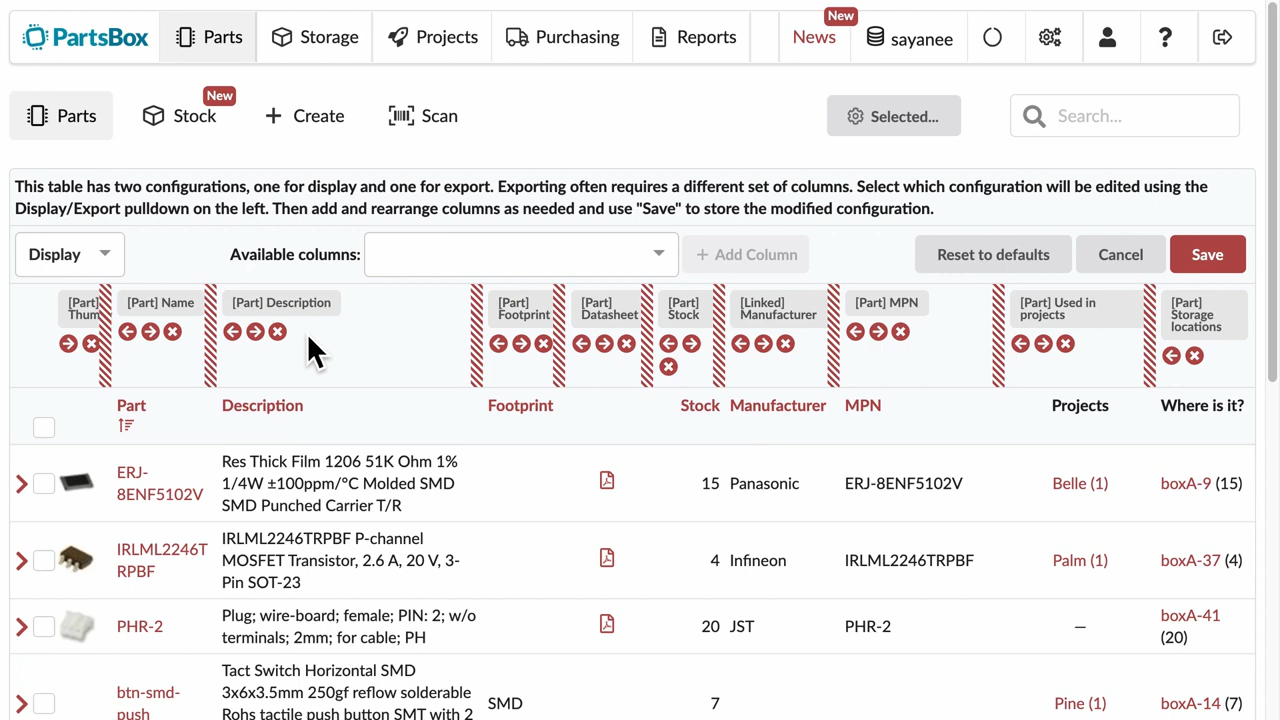 PartsBox
Parts
Storage
Projects
Purchasing
Reports
New
News
sayanee
?
Parts
New
Stock
+ Create
Scan
Selected...
Search...
This table has two configurations, one for display and one for export. Exporting often requires a different set of columns. Select which configuration will be edited using the
Display/Export pulldown on the left. Then add and rearrange columns as needed and use "Save" to store the modified configuration.
Display
Available columns:
+ Add Column
Reset to defaults
Cancel
Save
[Part]
Thum
[Part] Name
[Part] Description
[Part]
Footprint
[Part]
Datasheet
[Part]
Stock
[Linked]
Manufacturer
[Part] MPN
[Part] Used in
projects
[Part]
Storage
locations
Part
Description
Footprint
Stock
Manufacturer
MPN
Projects
Where is it?
ERJ-
8ENF5102V
Res Thick Film 1206 51K Ohm 1%
1/4W ±100ppm/°C Molded SMD
SMD Punched Carrier T/R
15
Panasonic
ERJ-8ENF5102V
Belle (1)
boxA-9 (15)
IRLML2246T
RPBF
IRLML2246TRPBF P-channel
MOSFET Transistor, 2.6 A, 20 V, 3-
Pin SOT-23
4
Infineon
IRLML2246TRPBF
Palm (1)
boxA-37 (4)
PHR-2
Plug; wire-board; female; PIN: 2; w/o
terminals; 2mm; for cable; PH
20
JST
PHR-2
—
boxA-41
(20)
btn-smd-
push
Tact Switch Horizontal SMD
3x6x3.5mm 250gf reflow solderable
Rohs tactile push button SMT with 2
SMD
7
Pine (1)
boxA-14 (7)